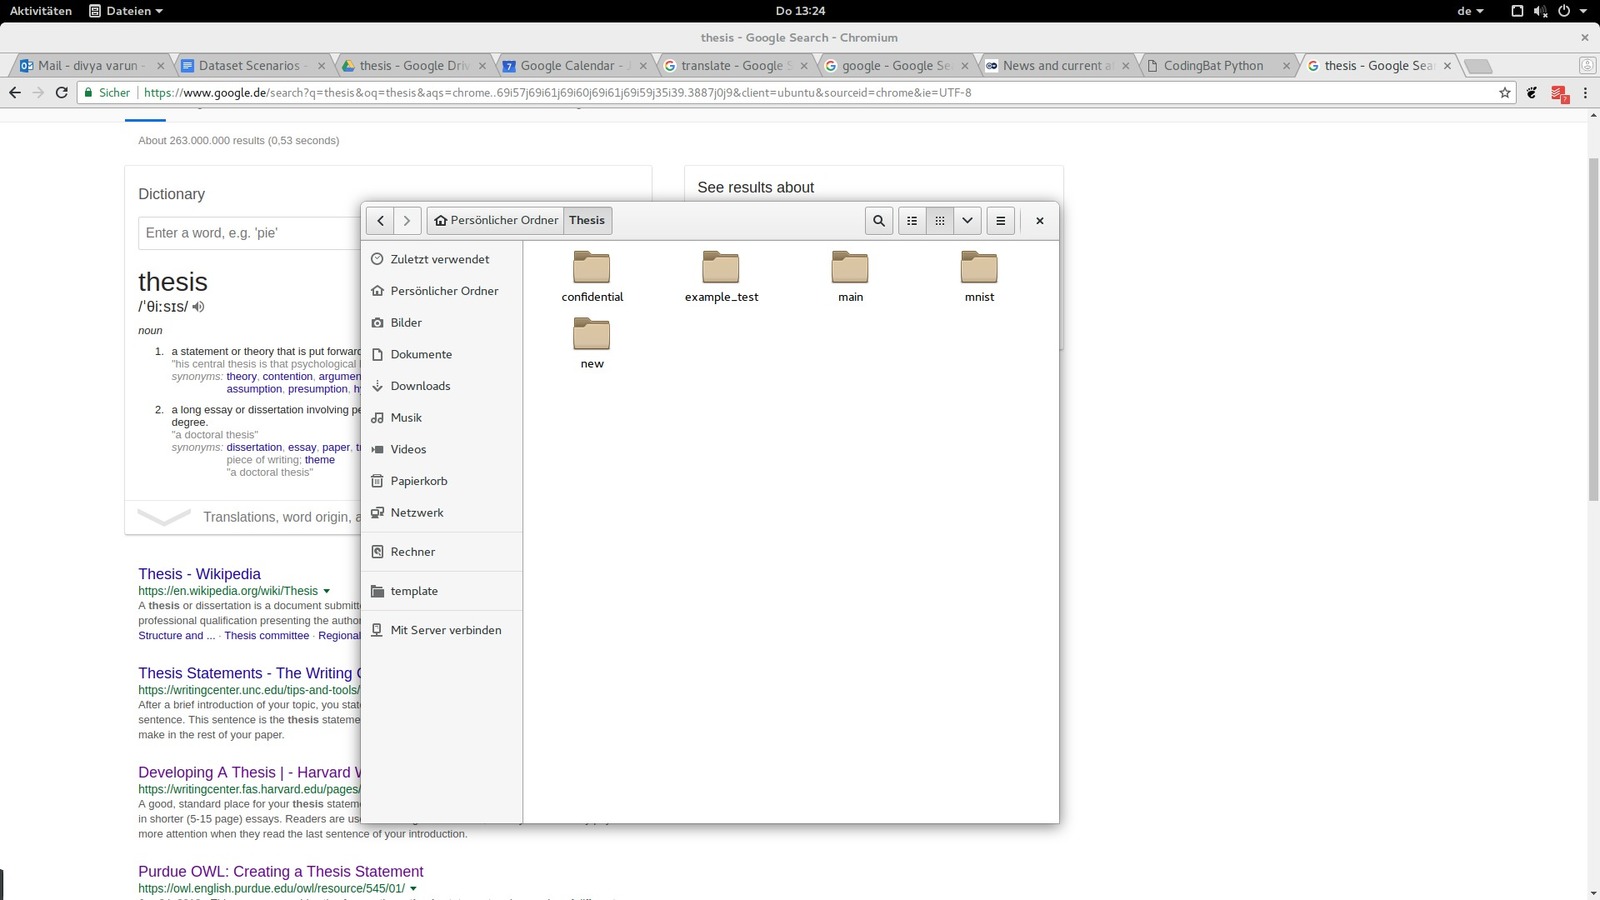 Aktivitäten Dateien Do 13:24 de
thesis - Google Search - Chromium
Mail - divya varun - Dataset Scenarios - thesis - Google Driv Google Calendar - translate - Google S google - Google Se News and current a CodingBat Python thesis - Google Sea
Sicher https://www.google.de/search?q=thesis&oq=thesis&aqs=chrome..69i57j69i61j69i60j69i61j69i59j35i39.3887j0j9&client=ubuntu&sourceid=chrome&ie=UTF-8 7
About 263.000.000 results (0,53 seconds)
Dictionary
Enter a word, e.g. 'pie'
thesis
/ˈθiːsɪs/
noun
1. a statement or theory that is put forward
"his central thesis is that psychological
synonyms: theory, contention, argumen
assumption, presumption, h
2. a long essay or dissertation involving pe
degree.
"a doctoral thesis"
synonyms: dissertation, essay, paper, t
piece of writing; theme
"a doctoral thesis"
Translations, word origin, a
See results about
Persönlicher Ordner Thesis
Zuletzt verwendet
Persönlicher Ordner
Bilder
Dokumente
Downloads
Musik
Videos
Papierkorb
Netzwerk
Rechner
template
Mit Server verbinden
confidential example_test main mnist
new
Thesis - Wikipedia
https://en.wikipedia.org/wiki/Thesis
A thesis or dissertation is a document submitte
professional qualification presenting the author
Structure and ... · Thesis committee · Regional
Thesis Statements - The Writing C
https://writingcenter.unc.edu/tips-and-tools/
After a brief introduction of your topic, you stat
sentence. This sentence is the thesis stateme
make in the rest of your paper.
Developing A Thesis | - Harvard W
https://writingcenter.fas.harvard.edu/pages/
A good, standard place for your thesis statem
in shorter (5-15 page) essays. Readers are us
more attention when they read the last sentence of your introduction.
Purdue OWL: Creating a Thesis Statement
https://owl.english.purdue.edu/owl/resource/545/01/